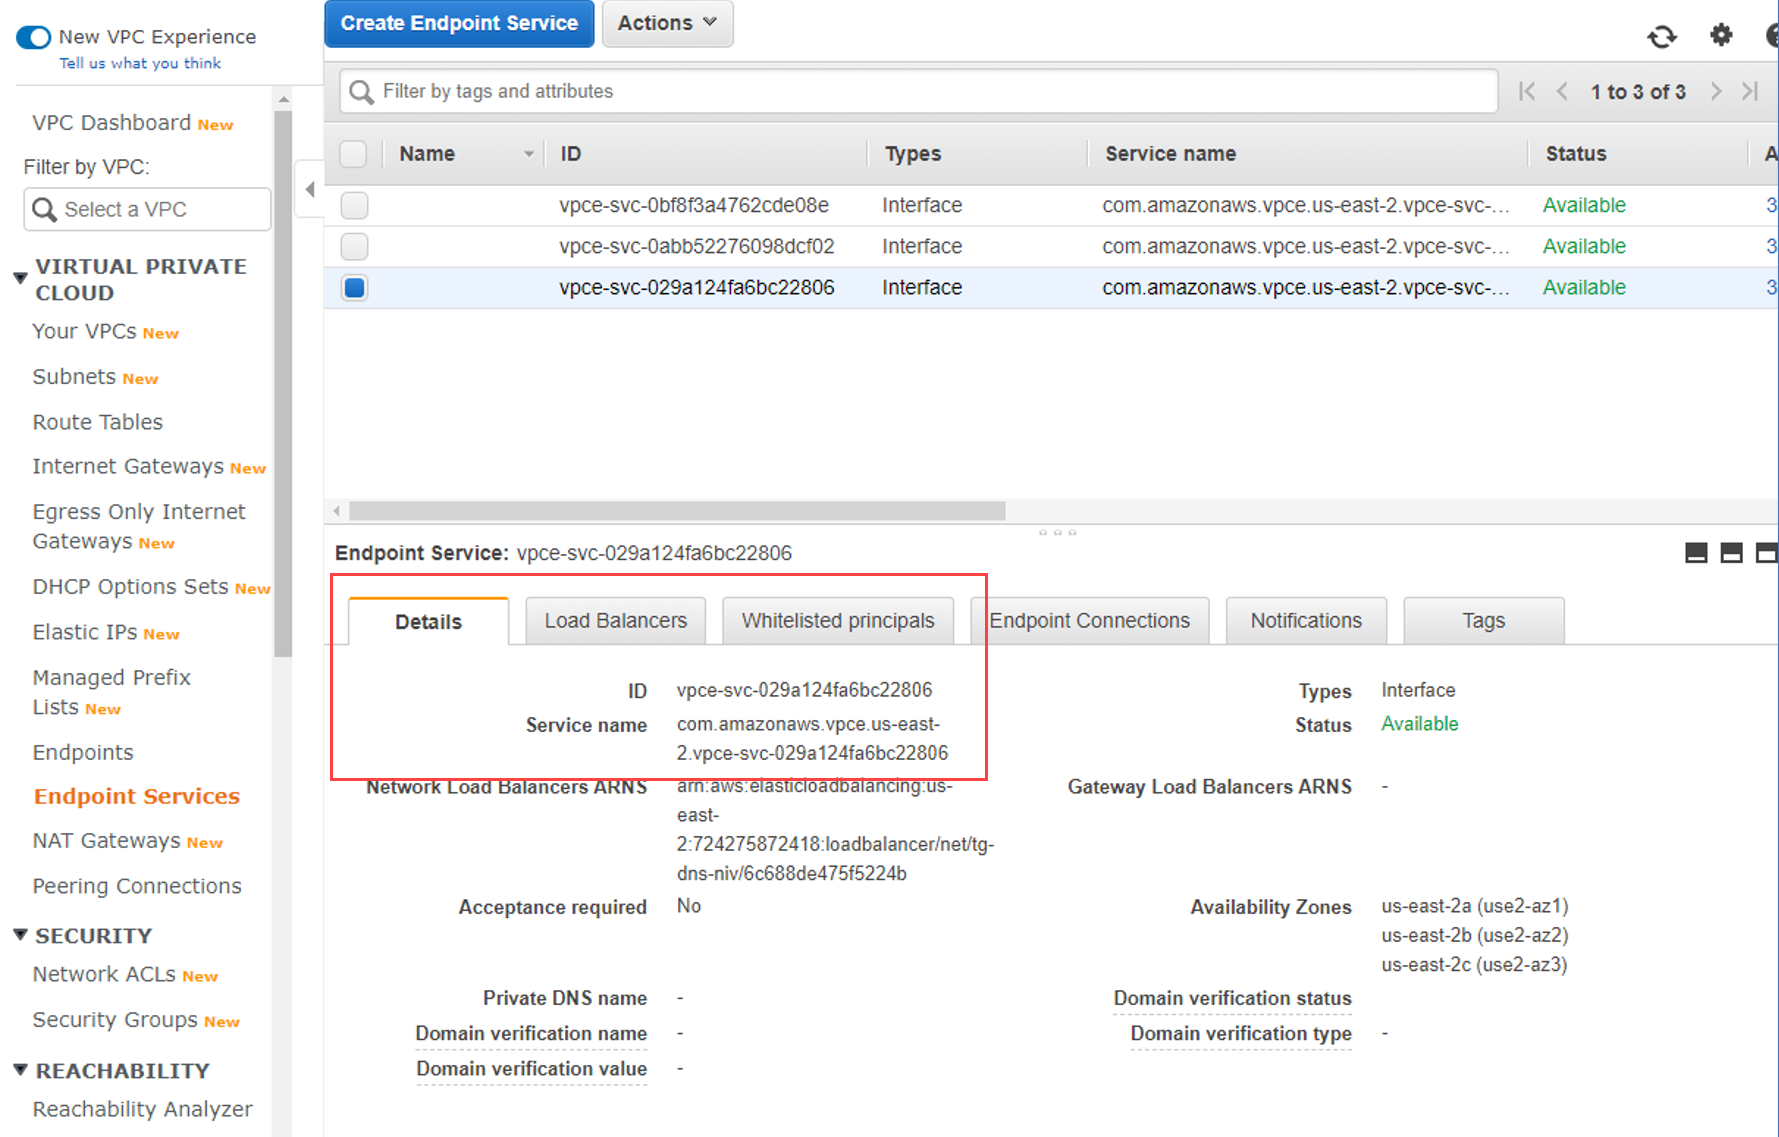 New VPC Experience
Tell us what you think
VPC Dashboard New
Filter by VPC:
Select a VPC
VIRTUAL PRIVATE
CLOUD
Your VPCs New
Subnets New
Route Tables
Internet Gateways New
Egress Only Internet
Gateways New
DHCP Options Sets New
Elastic IPs New
Managed Prefix
Lists New
Endpoints
Endpoint Services
NAT Gateways New
Peering Connections
SECURITY
Network ACLs New
Security Groups New
REACHABILITY
Reachability Analyzer
Create Endpoint Service Actions
Filter by tags and attributes
1 to 3 of 3
Name ID Types Service name Status A
vpce-svc-0bf8f3a4762cde08e Interface com.amazonaws.vpce.us-east-2.vpce-svc-... Available 3
vpce-svc-0abb52276098dcf02 Interface com.amazonaws.vpce.us-east-2.vpce-svc-... Available 3
vpce-svc-029a124fa6bc22806 Interface com.amazonaws.vpce.us-east-2.vpce-svc-... Available 3
Endpoint Service: vpce-svc-029a124fa6bc22806
Details Load Balancers Whitelisted principals Endpoint Connections Notifications Tags
ID vpce-svc-029a124fa6bc22806
Types Interface
Service name com.amazonaws.vpce.us-east-
2.vpce-svc-029a124fa6bc22806
Status Available
Network Load Balancers ARNS arn:aws:elasticloadbalancing:us-
east-
2:724275872418:loadbalancer/net/tg-
dns-niv/6c688de475f5224b
Gateway Load Balancers ARNS -
Acceptance required No
Availability Zones us-east-2a (use2-az1)
us-east-2b (use2-az2)
us-east-2c (use2-az3)
Private DNS name -
Domain verification status
Domain verification name -
Domain verification type -
Domain verification value -